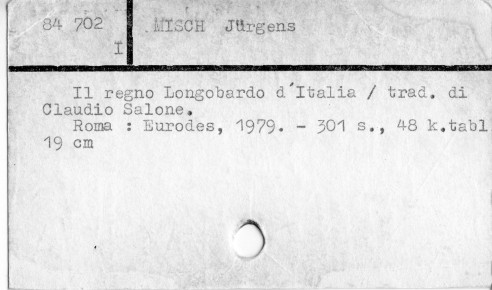 84 702 MISCH Jürgens
I
Il regno Longobardo d'Italia / trad. di
Claudio Salone.
Roma : Eurodes, 1979. - 301 s., 48 k.tabl
19 cm